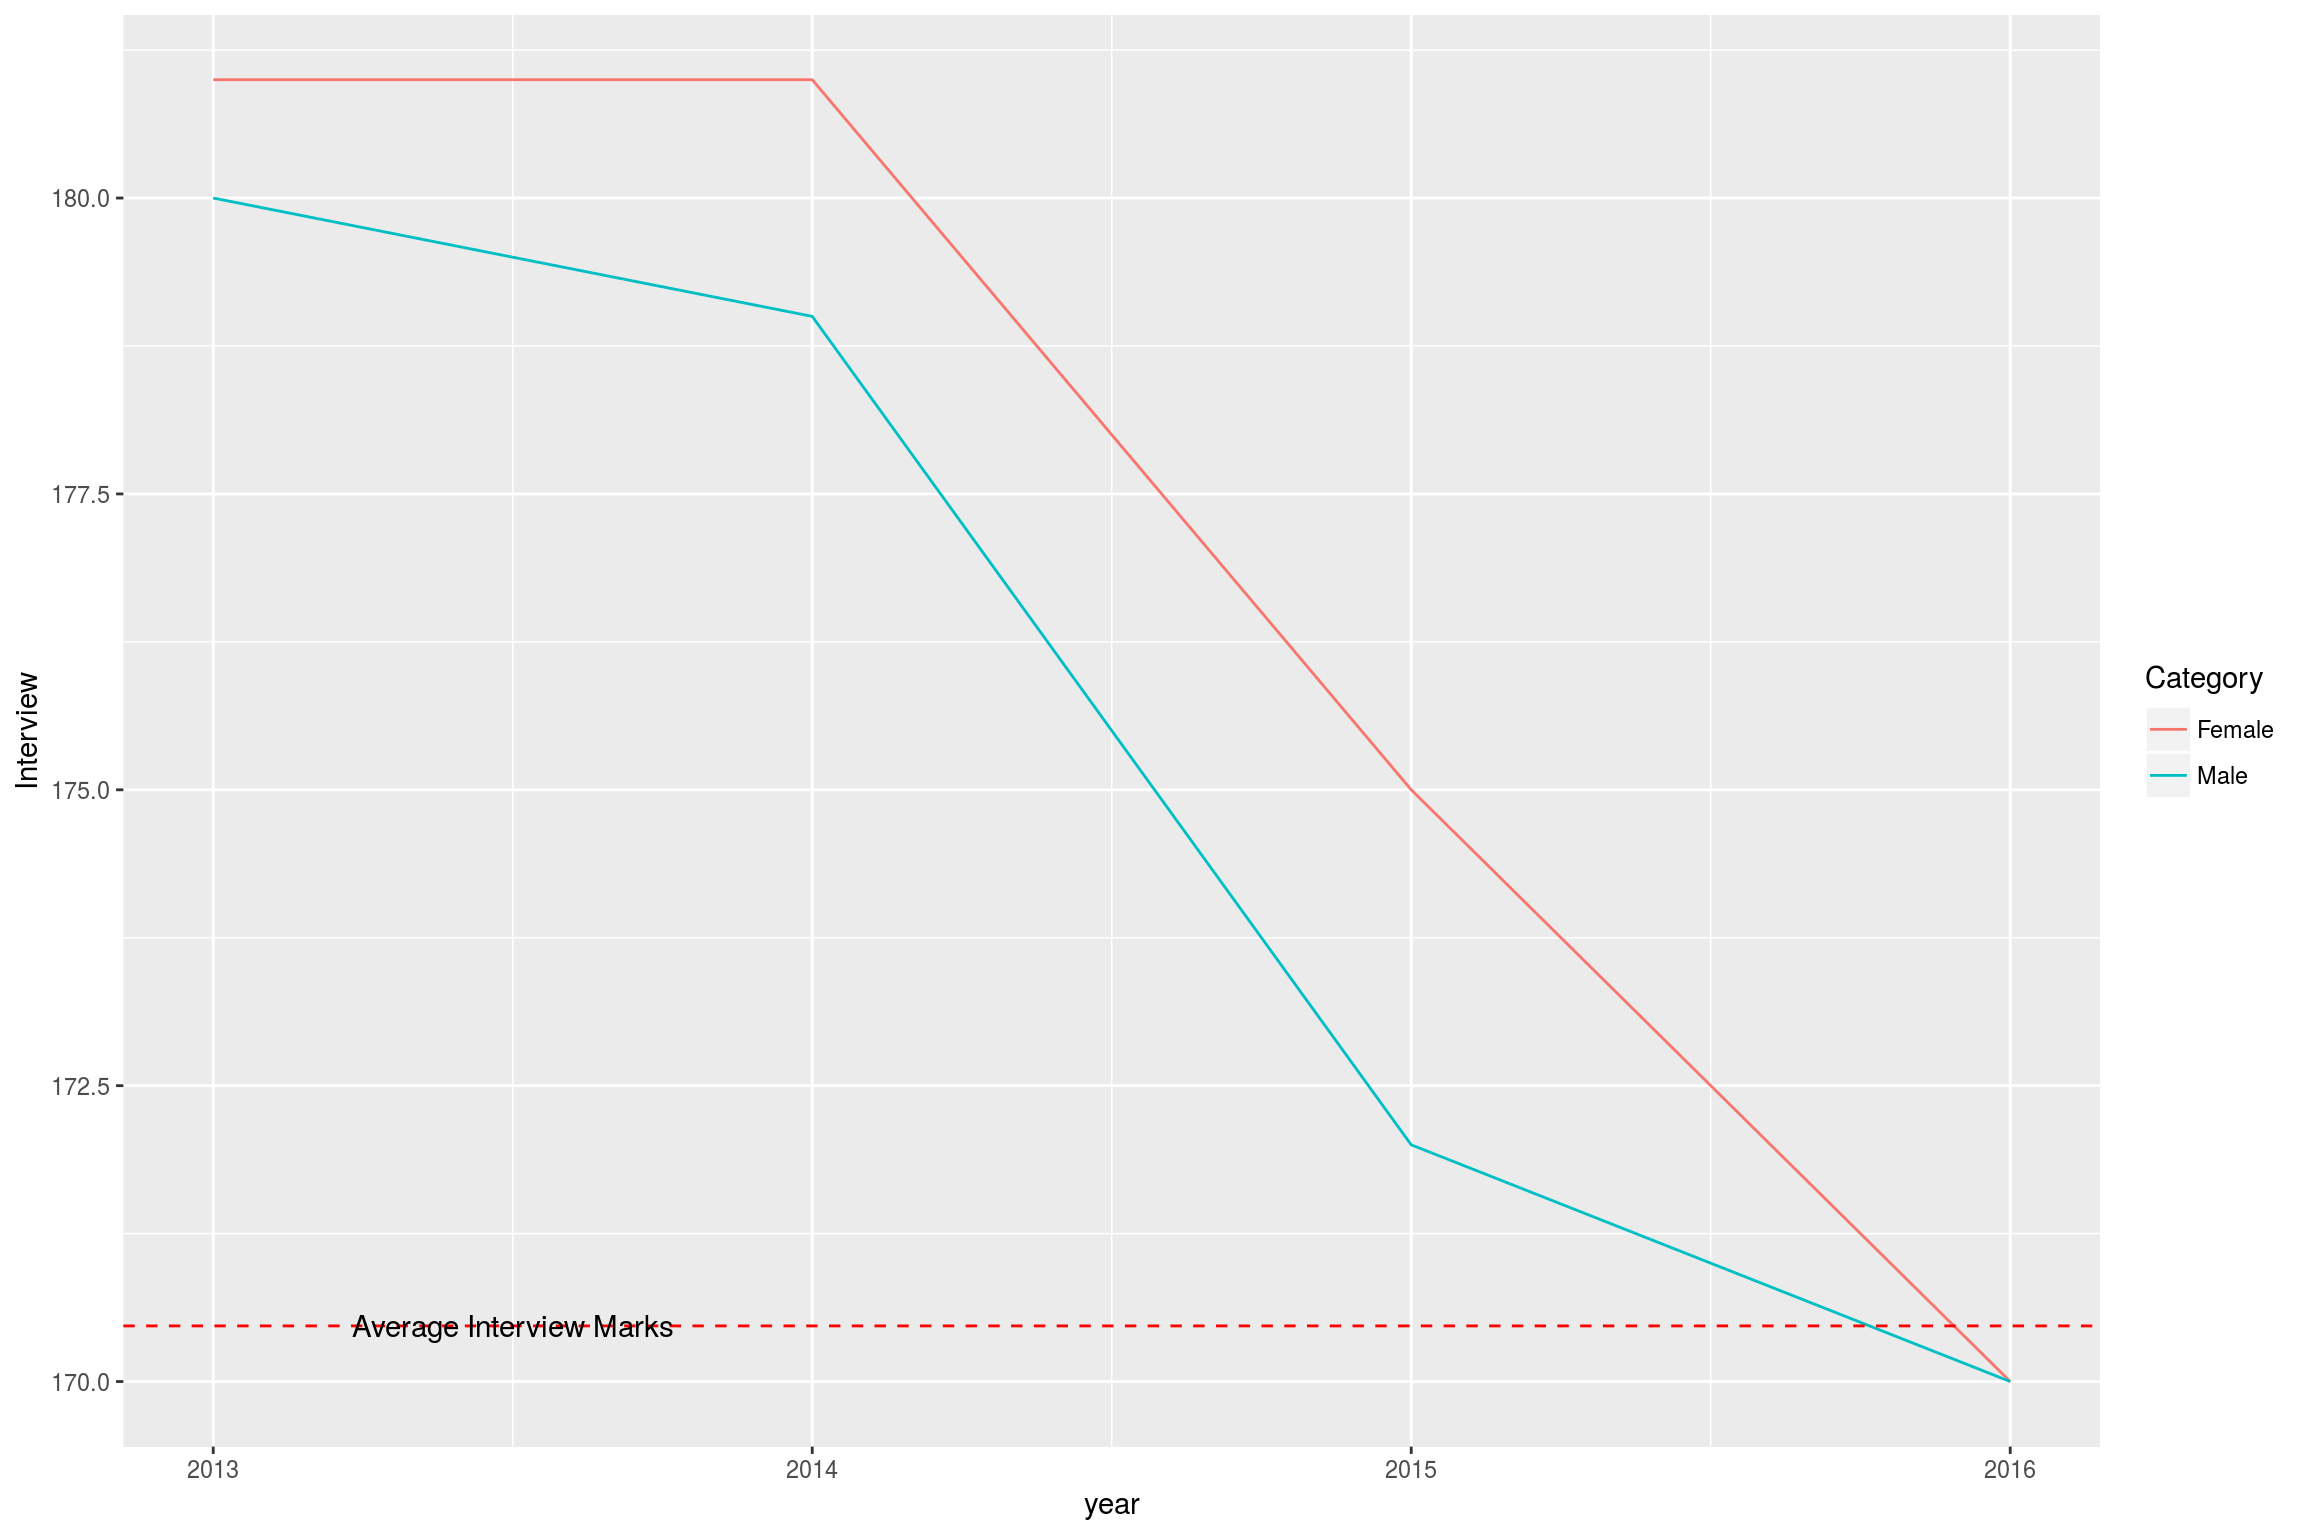 180.0
177.5
175.0
172.5
170.0
Interview
Average Interview Marks
2013 2014 2015 2016
year
Category
Female
Male